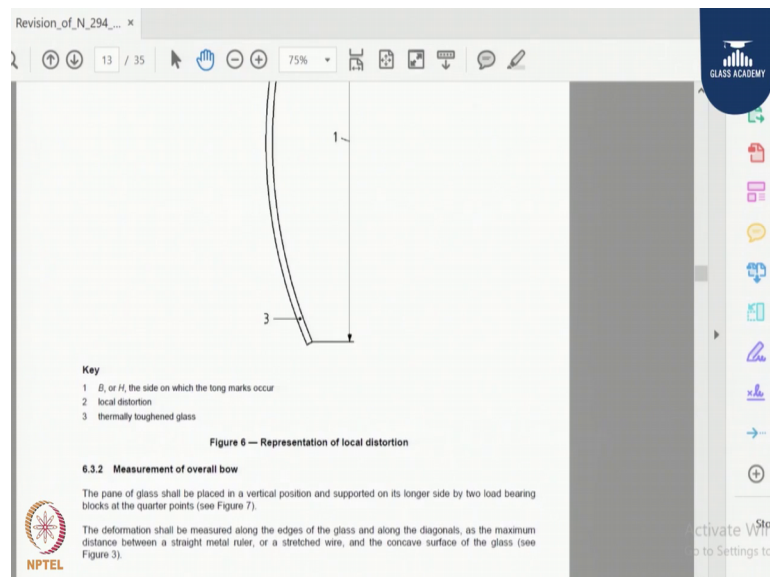 Revision_of_N_294_... ×
13 / 35
75%
GLASS ACADEMY
1
3
Key
1 B, or H, the side on which the tong marks occur
2 local distortion
3 thermally toughened glass
Figure 6 — Representation of local distortion
6.3.2 Measurement of overall bow
The pane of glass shall be placed in a vertical position and supported on its longer side by two load bearing
blocks at the quarter points (see Figure 7).
The deformation shall be measured along the edges of the glass and along the diagonals, as the maximum
distance between a straight metal ruler, or a stretched wire, and the concave surface of the glass (see
Figure 3).
NPTEL
Sto
ctivate Wi
o to Settings to